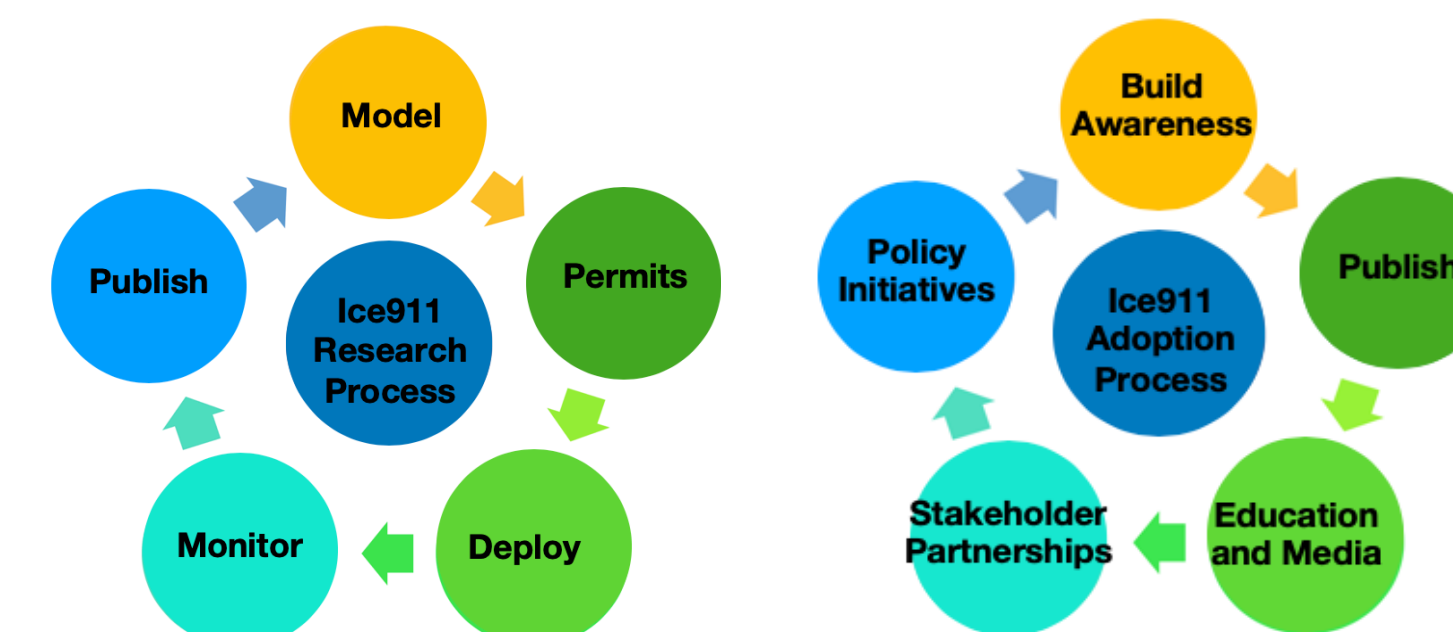 Model
Permits
Deploy
Monitor
Publish
Ice911
Research
Process
Build
Awareness
Publish
Education
and Media
Stakeholder
Partnerships
Policy
Initiatives
Ice911
Adoption
Process